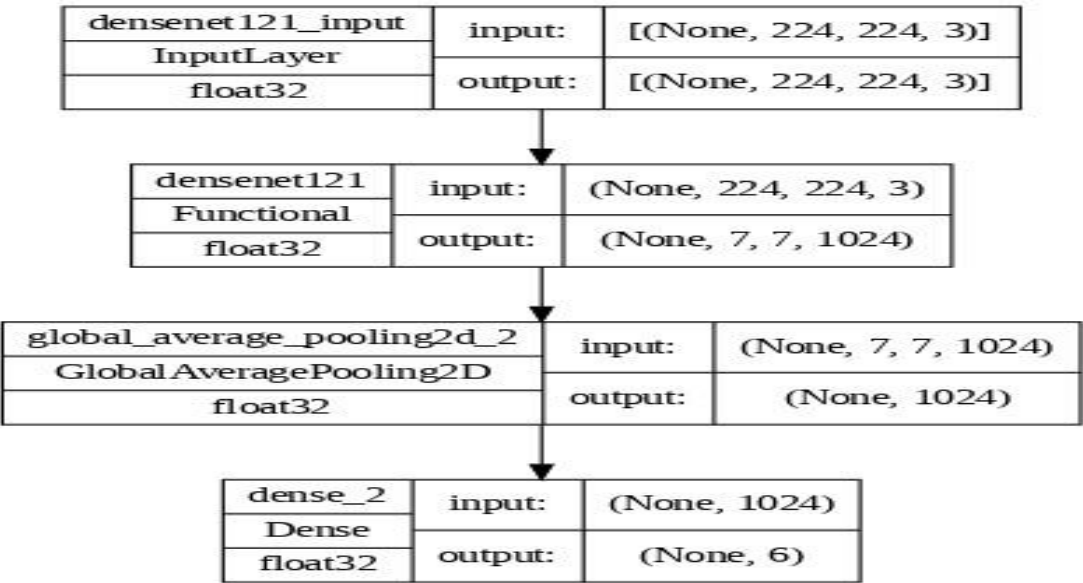 densenet121_input
InputLayer
float32
input: [(None, 224, 224, 3)]
output: [(None, 224, 224, 3)]
densenet121
Functional
float32
input: (None, 224, 224, 3)
output: (None, 7, 7, 1024)
global_average_pooling2d_2
GlobalAveragePooling2D
float32
input: (None, 7, 7, 1024)
output: (None, 1024)
dense_2
Dense
float32
input: (None, 1024)
output: (None, 6)